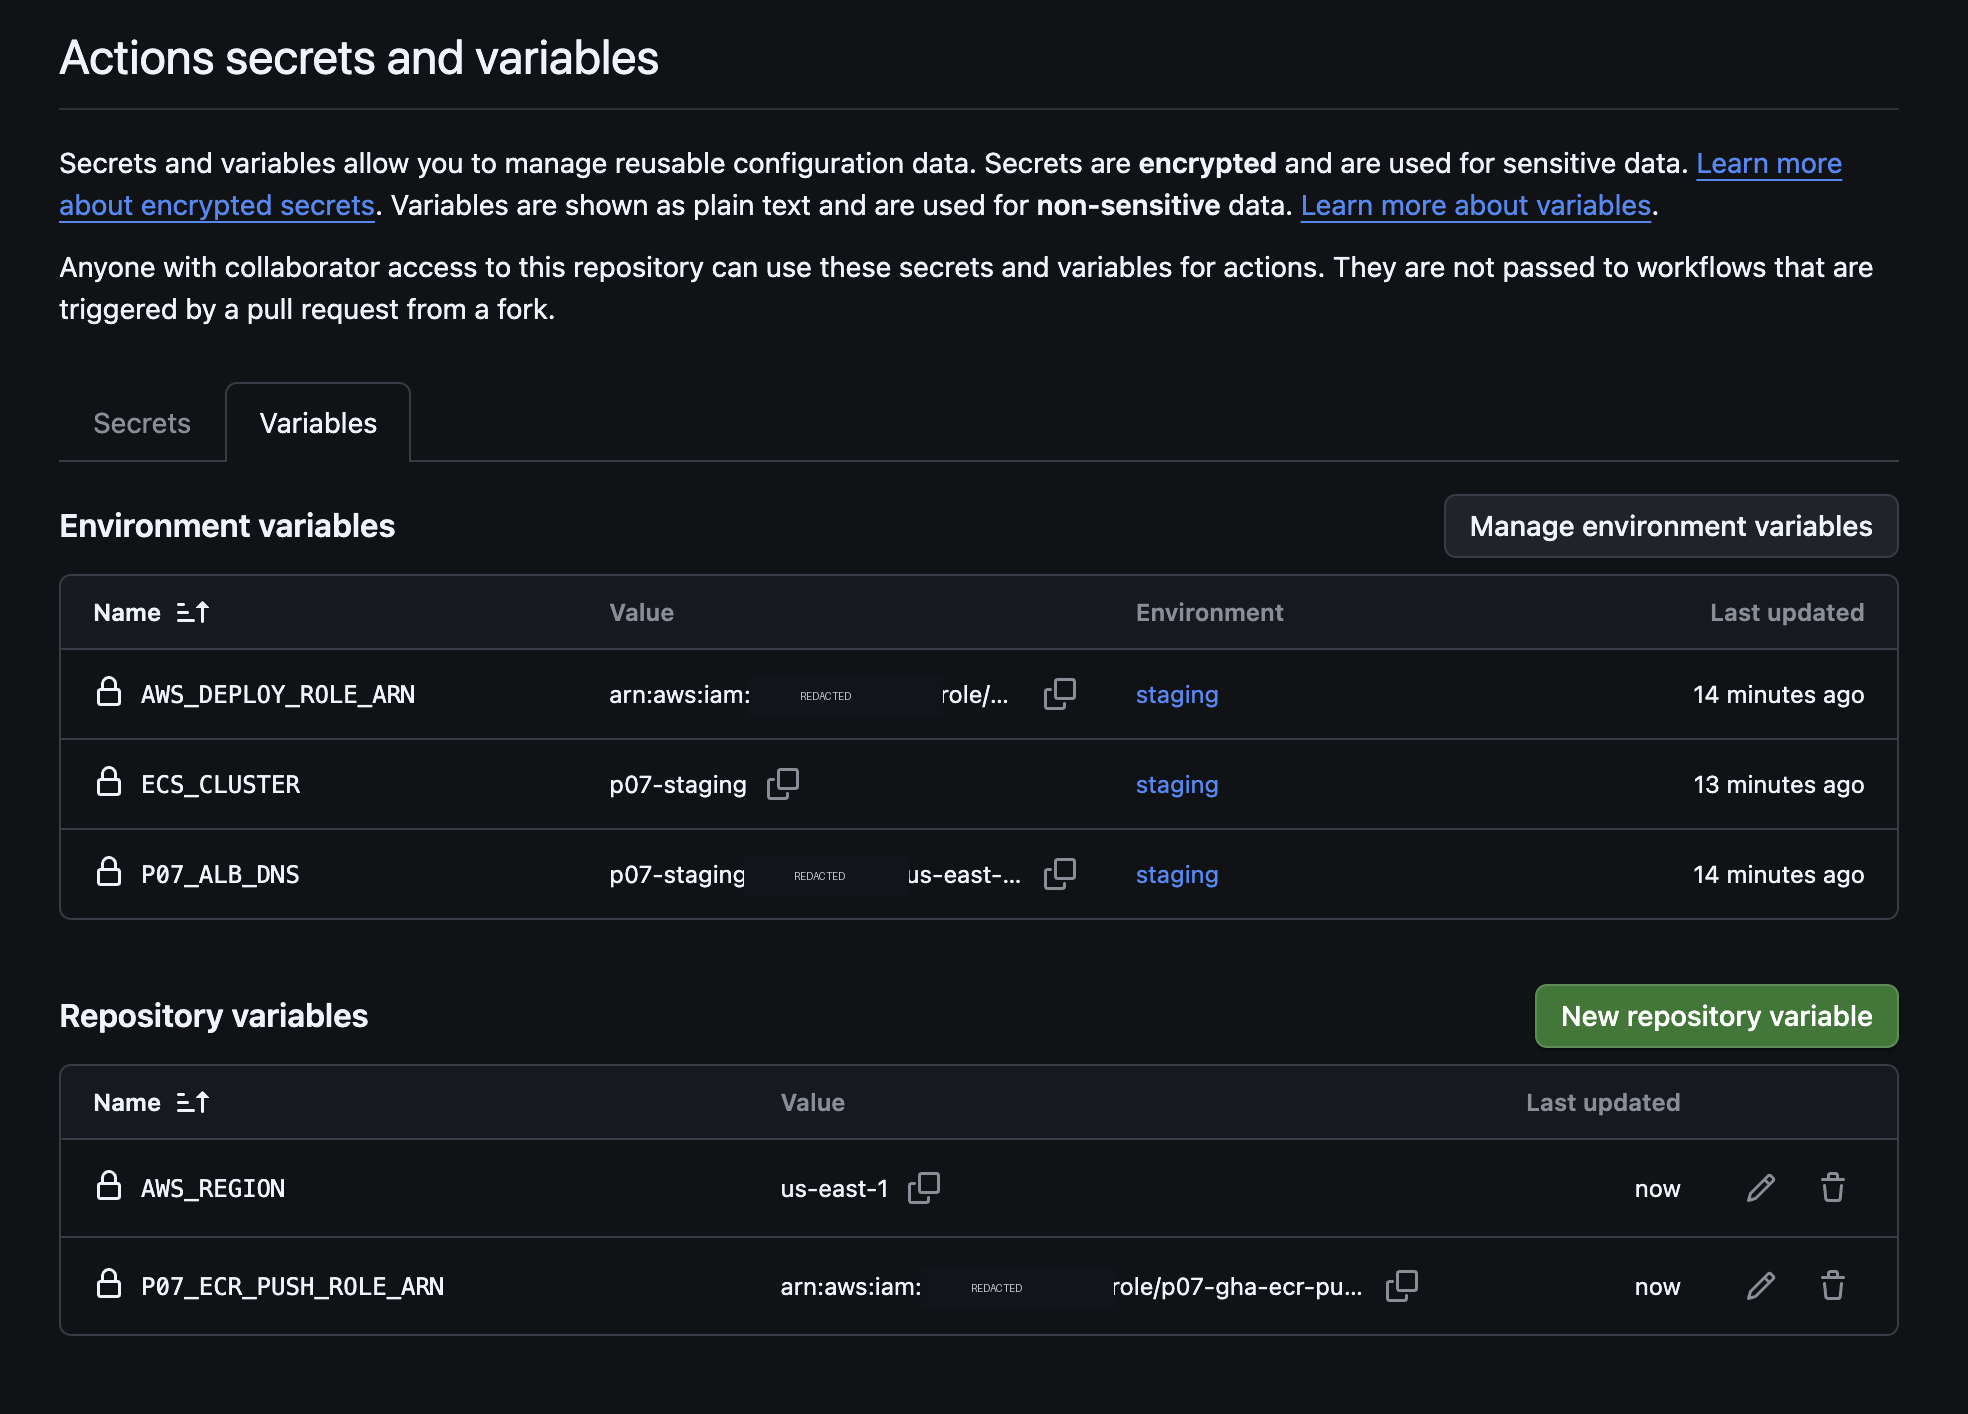 Actions secrets and variables
Secrets and variables allow you to manage reusable configuration data. Secrets are encrypted and are used for sensitive data. Learn more
about encrypted secrets. Variables are shown as plain text and are used for non-sensitive data. Learn more about variables.
Anyone with collaborator access to this repository can use these secrets and variables for actions. They are not passed to workflows that are
triggered by a pull request from a fork.
Secrets Variables
Environment variables Manage environment variables
Name Value Environment Last updated
AWS_DEPLOY_ROLE_ARN arn:aws:iam: REDACTED role/... staging 14 minutes ago
ECS_CLUSTER p07-staging staging 13 minutes ago
P07_ALB_DNS p07-staging REDACTED us-east-... staging 14 minutes ago
Repository variables New repository variable
Name Value Last updated
AWS_REGION us-east-1 now
P07_ECR_PUSH_ROLE_ARN arn:aws:iam: REDACTED role/p07-gha-ecr-pu... now